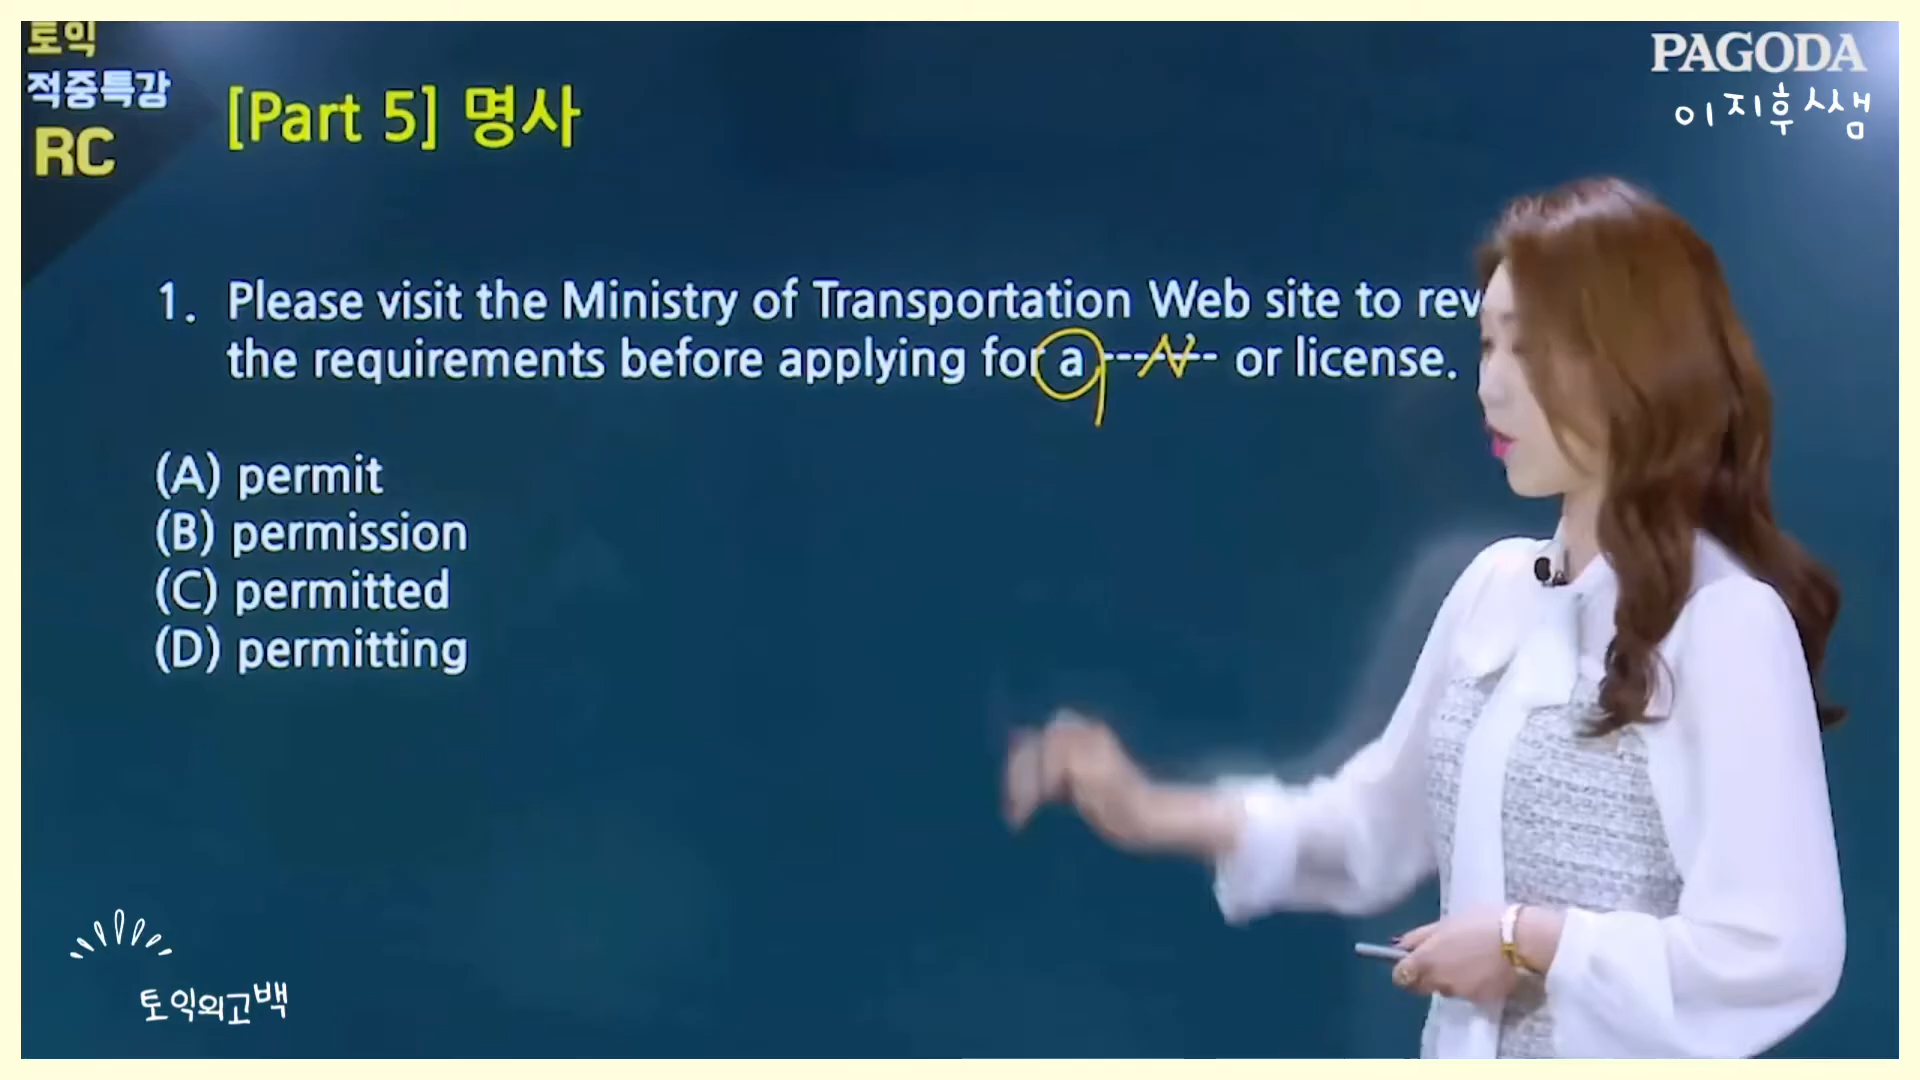 토익
적중특강
RC
[Part 5] 명사
PAGODA
이지후쌤
1. Please visit the Ministry of Transportation Web site to
the requirements before applying for a ------- or license.
N
(A) permit
(B) permission
(C) permitted
(D) permitting
토익의고백